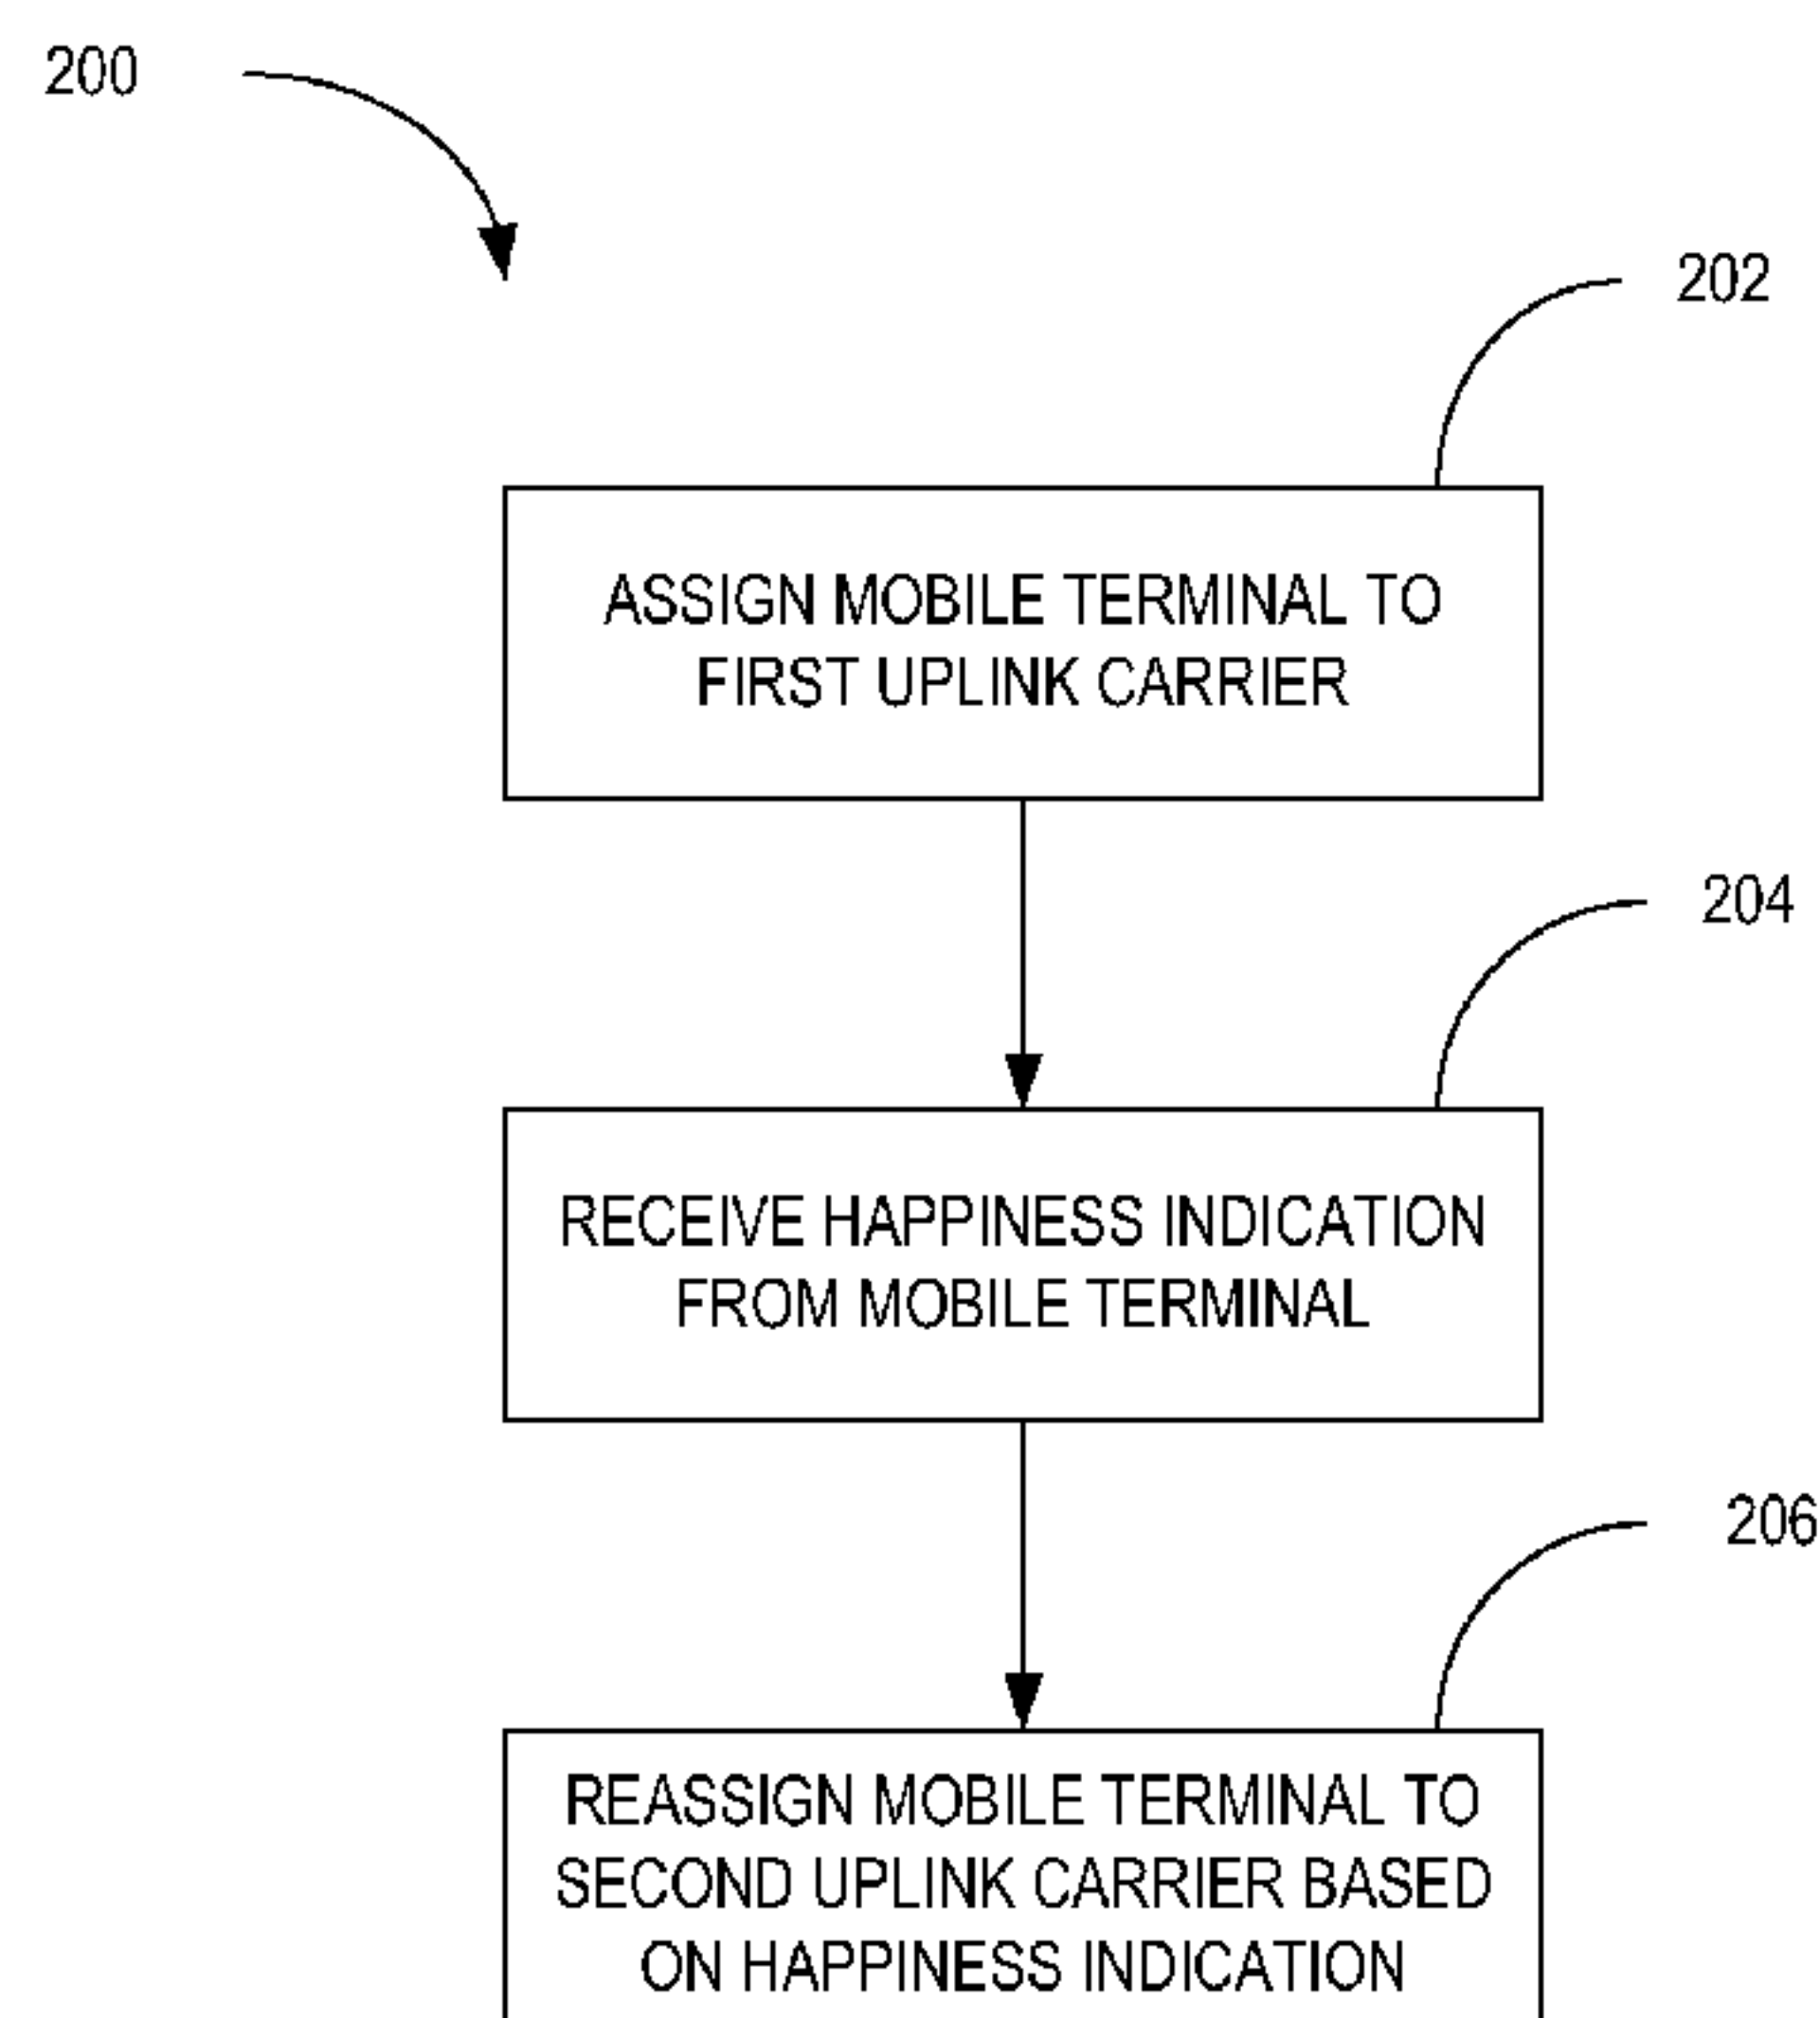 200
202
ASSIGN MOBILE TERMINAL TO
FIRST UPLINK CARRIER
204
RECEIVE HAPPINESS INDICATION
FROM MOBILE TERMINAL
206
REASSIGN MOBILE TERMINAL TO
SECOND UPLINK CARRIER BASED
ON HAPPINESS INDICATION